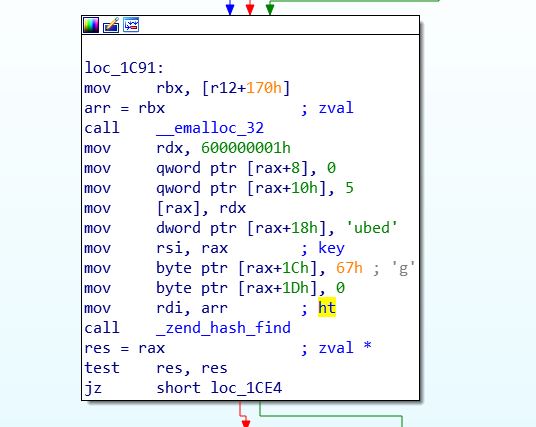 loc_1C91:
mov rbx, [r12+170h]
arr = rbx ; zval
call __emalloc_32
mov rdx, 600000001h
mov qword ptr [rax+8], 0
mov qword ptr [rax+10h], 5
mov [rax], rdx
mov dword ptr [rax+18h], 'ubed'
mov rsi, rax ; key
mov byte ptr [rax+1Ch], 67h ; 'g'
mov byte ptr [rax+1Dh], 0
mov rdi, arr ; ht
call _zend_hash_find
res = rax ; zval *
test res, res
jz short loc_1CE4